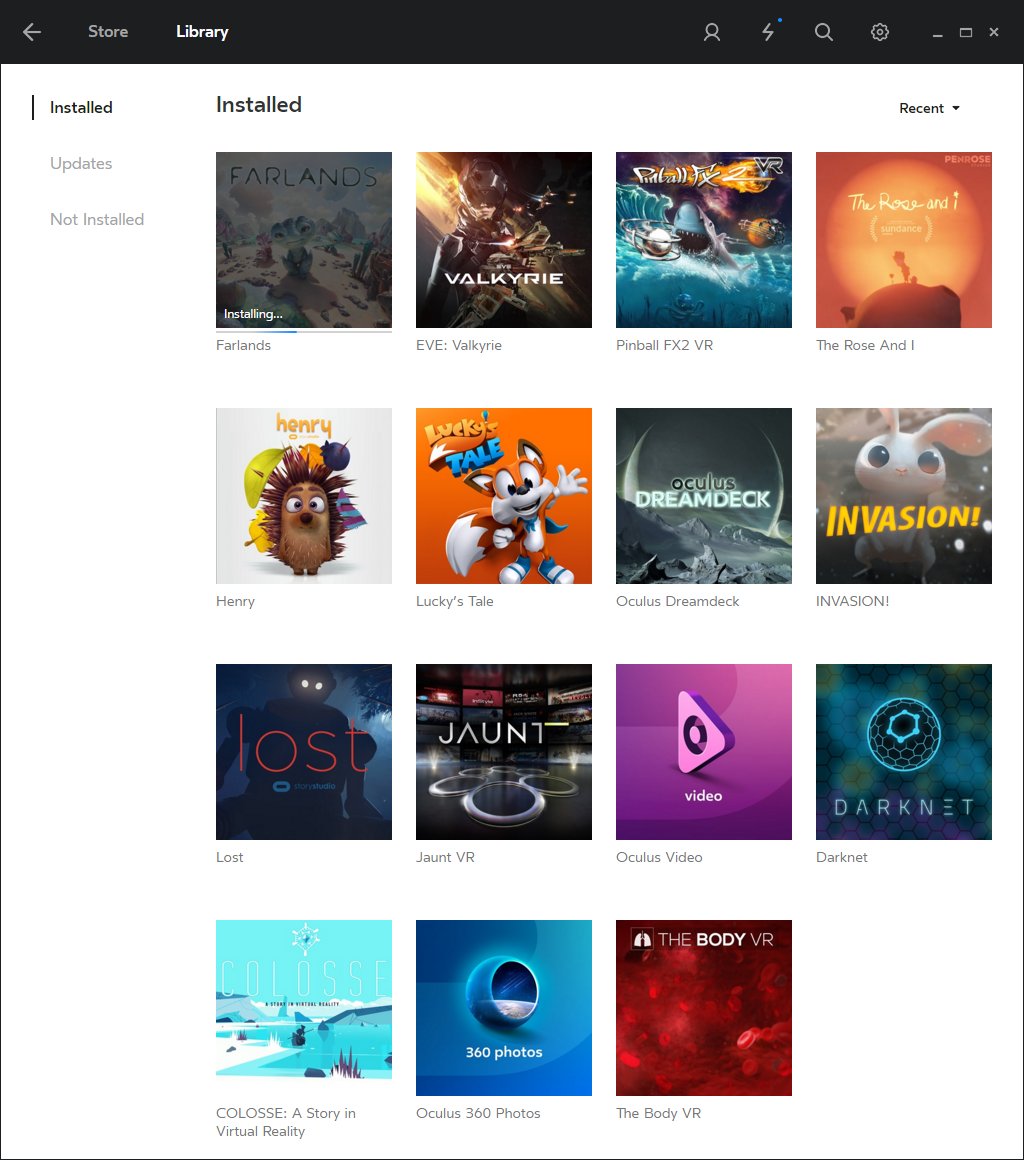 Store
Library
Installed
Updates
Not Installed
Installed
Recent
FARLANDS
Installing...
Farlands
EVE
VALKYRIE
EVE: Valkyrie
Pinball FX 2 VR
Pinball FX2 VR
PENROSE
The Rose and i
sundance
The Rose And I
henry
Henry
LUCKY'S
TALE
Lucky's Tale
oculus
DREAMDECK
Oculus Dreamdeck
INVASION!
INVASION!
lost
storystudio
Lost
JAUNT
Jaunt VR
video
Oculus Video
DARKNET
Darknet
COLOSSE
A STORY IN VIRTUAL REALITY
COLOSSE: A Story in
Virtual Reality
360 photos
Oculus 360 Photos
THE BODY VR
The Body VR